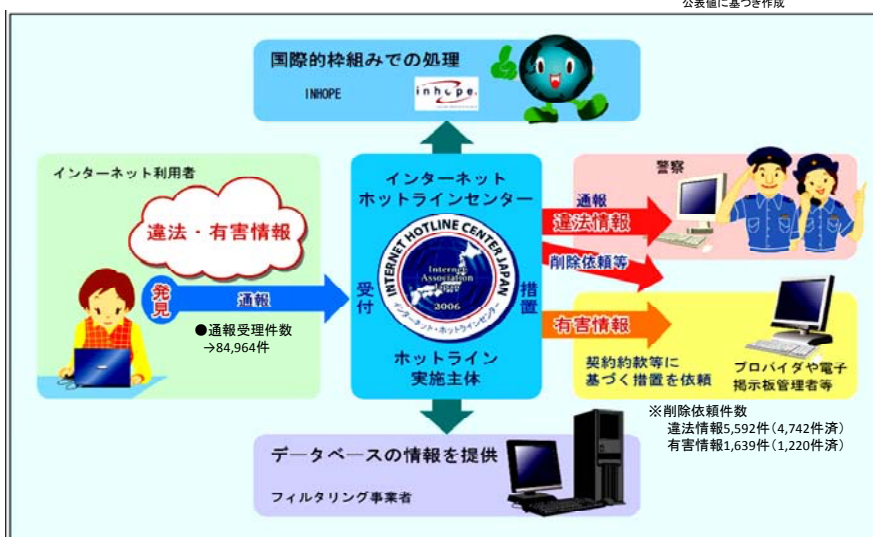 公表値に基づき作成
国際的枠組みでの処理
INHOPE
inhope.
インターネット利用者
違法・有害情報
発見
通報
●通報受理件数
→84,964件
インターネット
ホットラインセンター
受付
INTERNET HOTLINE CENTER JAPAN
Internet
Association
Japan
2006
インターネット・ホットラインセンター
措置
ホットライン
実施主体
警察
通報
違法情報
削除依頼等
有害情報
契約約款等に
基づく措置を依頼
プロバイダや電子
掲示板管理者等
※削除依頼件数
違法情報5,592件(4,742件済)
有害情報1,639件(1,220件済)
データベースの情報を提供
フィルタリング事業者